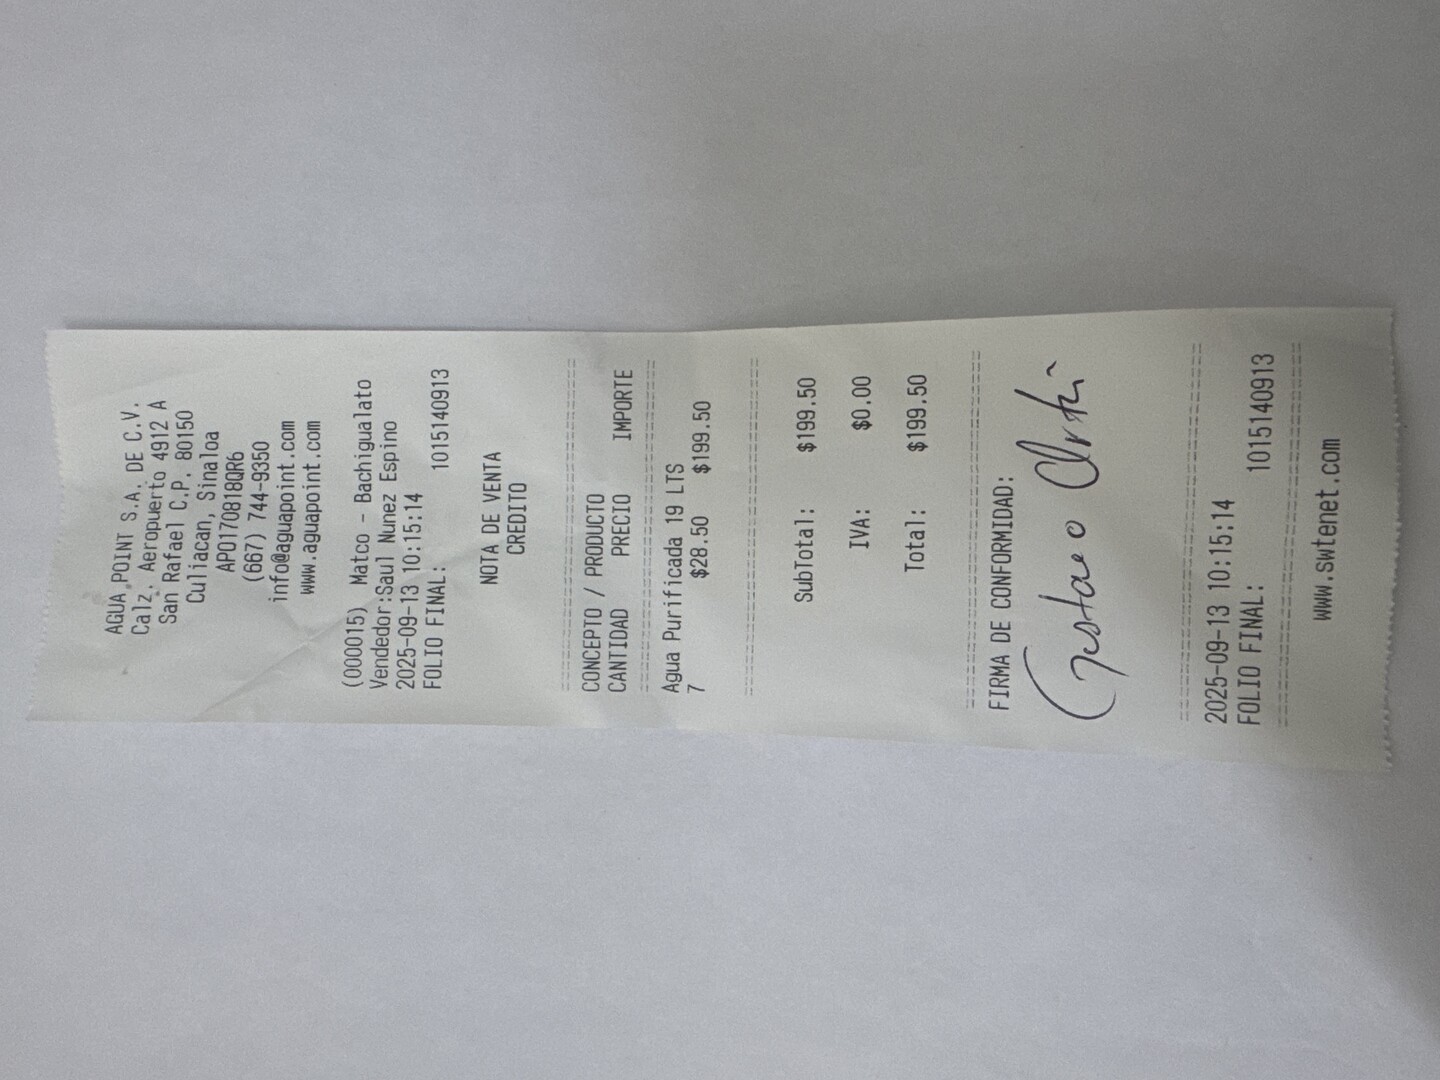 AGUA POINT S.A. DE C.V.
Calz. Aeropuerto 4912 A
San Rafael C.P. 80150
Culiacan, Sinaloa
APO170818QR6
(667) 744-9350
info@aguapoint.com
www.aguapoint.com
(000015) Matco - Bachigualato
Vendedor:Saul Nunez Espino
2025-09-13 10:15:14
FOLIO FINAL: 1015140913
NOTA DE VENTA
CREDITO
CONCEPTO / PRODUCTO
CANTIDAD PRECIO IMPORTE
Agua Purificada 19 LTS
7 $28.50 $199.50
SubTotal: $199.50
IVA: $0.00
Total: $199.50
FIRMA DE CONFORMIDAD:
2025-09-13 10:15:14
FOLIO FINAL: 1015140913
www.swtenet.com